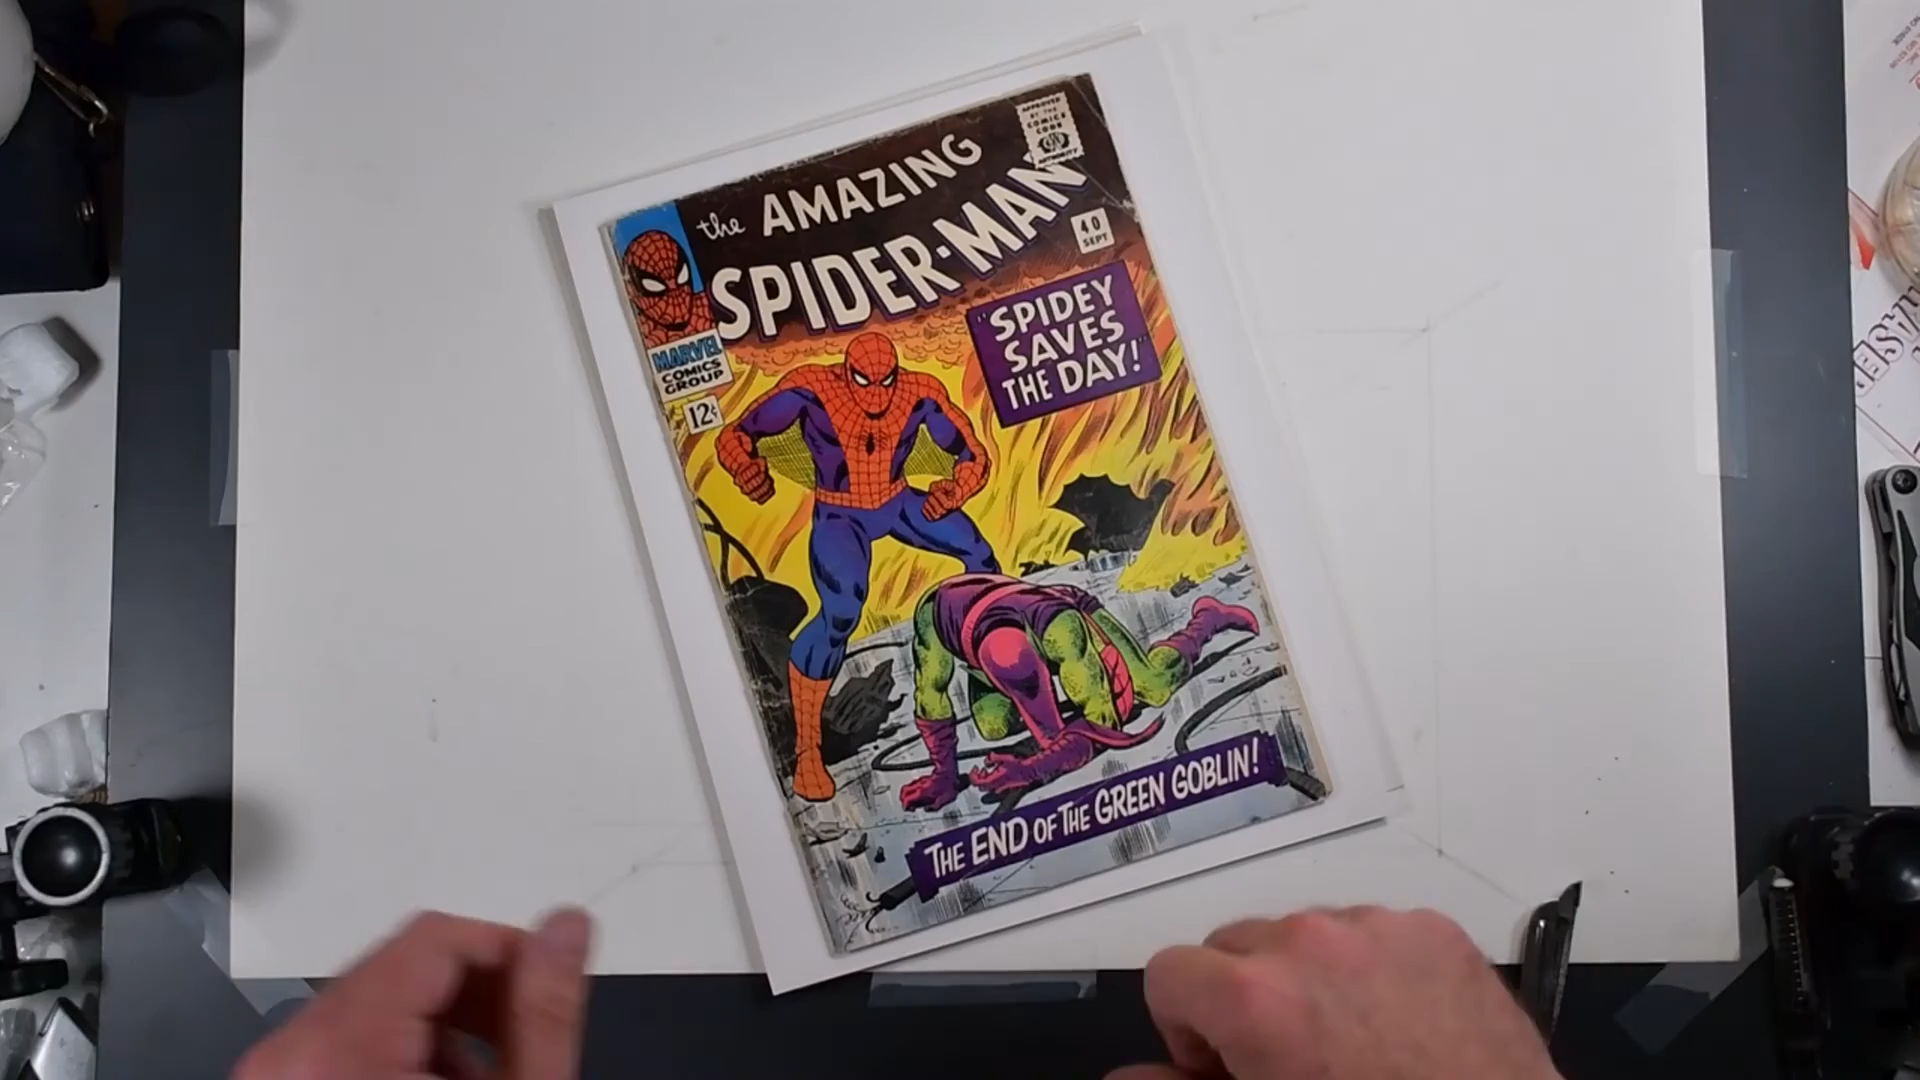 the AMAZING
SPIDER-MAN
APPROVED
BY THE
COMICS
CODE
AUTHORITY
40
SEPT
MARVEL
COMICS
GROUP
12¢
"SPIDEY
SAVES
THE DAY!"
THE END OF THE GREEN GOBLIN!